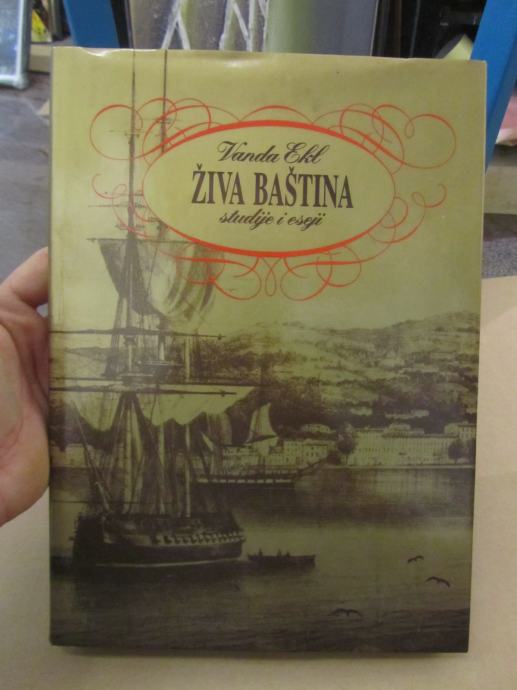 Vanda Ekl
ŽIVA BAŠTINA
studije i eseji